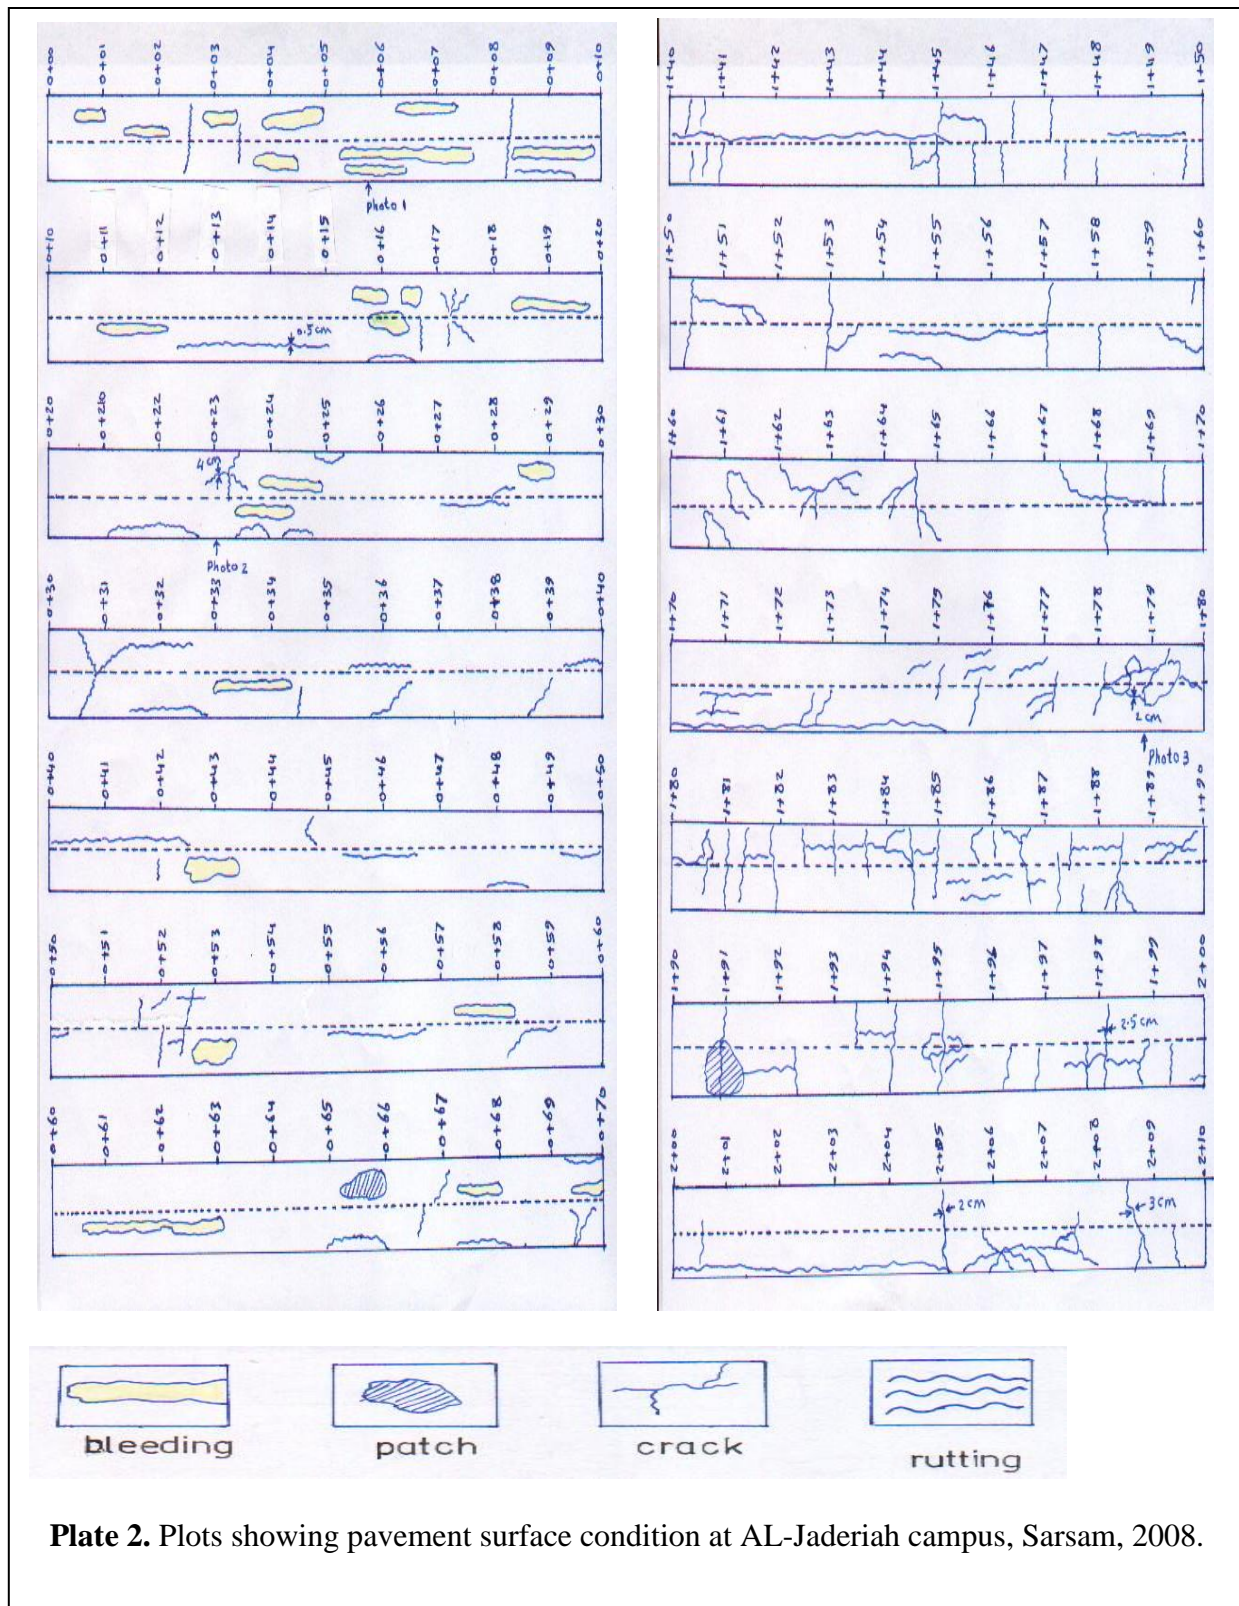 0+00 0+01 0+02 0+03 0+04 0+05 0+06 0+07 0+08 0+09 0+10
Photo 1
0+10 0+11 0+12 0+13 0+14 0+15 0+16 0+17 0+18 0+19 0+20
0.5cm
0+20 0+210 0+22 0+23 0+24 0+25 0+26 0+27 0+28 0+29 0+30
4cm
Photo 2
0+30 0+31 0+32 0+33 0+34 0+35 0+36 0+37 0+38 0+39 0+40
0+40 0+41 0+42 0+43 0+44 0+45 0+46 0+47 0+48 0+49 0+50
0+50 0+51 0+52 0+53 0+54 0+55 0+56 0+57 0+58 0+59 0+60
0+60 0+61 0+62 0+63 0+64 0+65 0+66 0+67 0+68 0+69 0+70
1+40 1+41 1+42 1+43 1+44 1+45 1+46 1+47 1+48 1+49 1+50
1+50 1+51 1+52 1+53 1+54 1+55 1+56 1+57 1+58 1+59 1+60
1+60 1+61 1+62 1+63 1+64 1+65 1+66 1+67 1+68 1+69 1+70
1+70 1+71 1+72 1+73 1+74 1+75 1+76 1+77 1+78 1+79 1+80
2cm
Photo 3
1+80 1+81 1+82 1+83 1+84 1+85 1+86 1+87 1+88 1+89 1+90
1+90 1+91 1+92 1+93 1+94 1+95 1+96 1+97 1+98 1+99 2+00
2.5cm
2+00 2+01 2+02 2+03 2+04 2+05 2+06 2+07 2+08 2+09 2+10
2cm 3cm
bleeding patch crack rutting
Plate 2. Plots showing pavement surface condition at AL-Jaderiah campus, Sarsam, 2008.